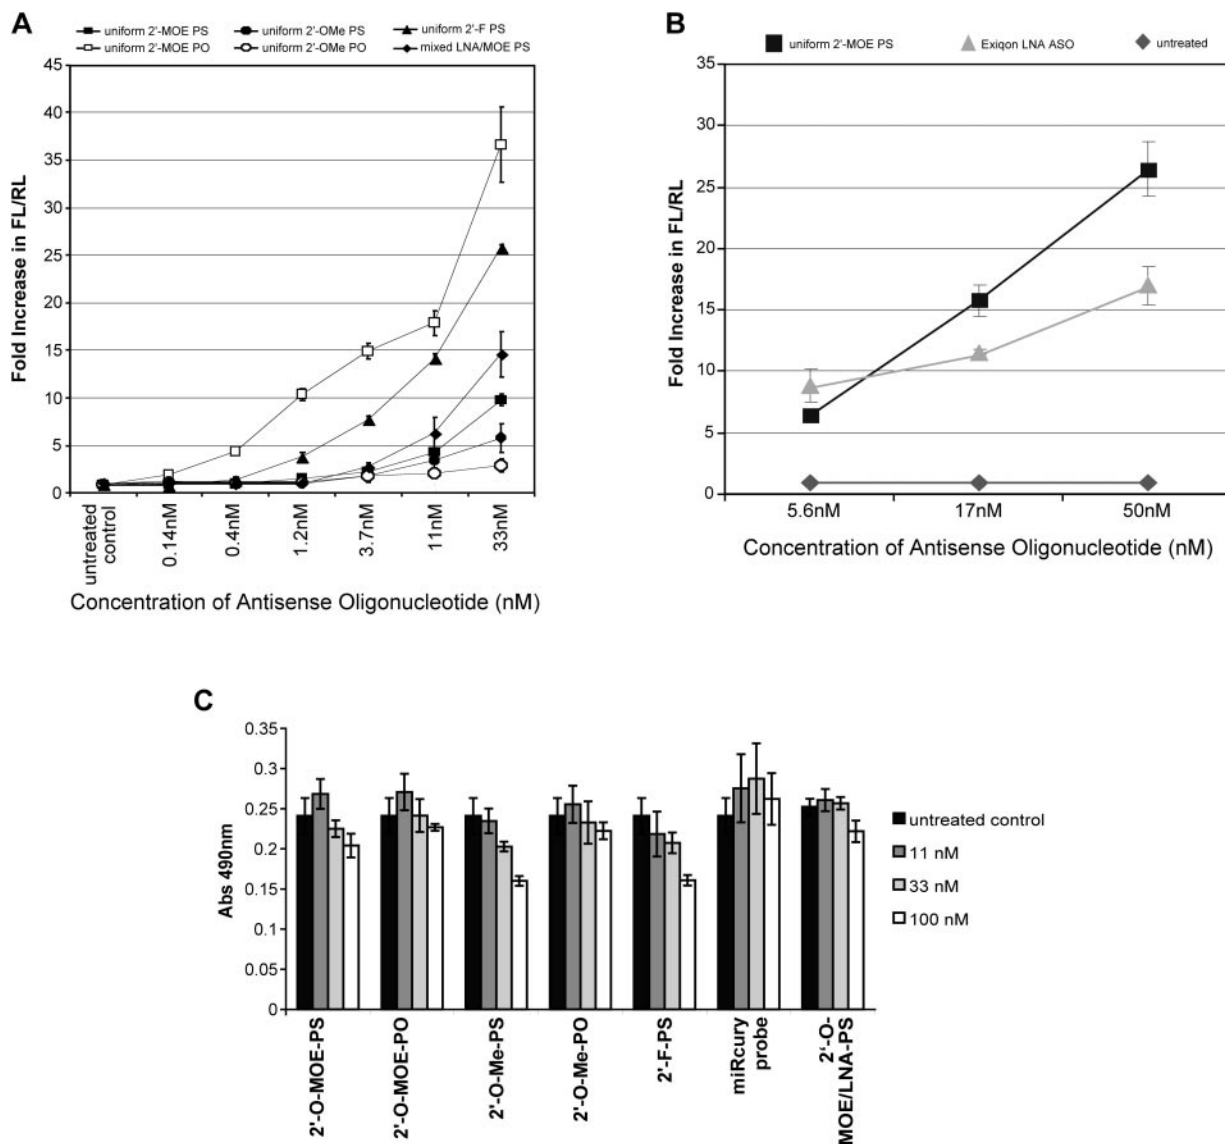 A
uniform 2'-MOE PS
uniform 2'-OMe PS
uniform 2'-F PS
uniform 2'-MOE PO
uniform 2'-OMe PO
mixed LNA/MOE PS
Fold Increase in FL/RL
45
40
35
30
25
20
15
10
5
0
untreated
control
0.14nM
0.4nM
1.2nM
3.7nM
11nM
33nM
Concentration of Antisense Oligonucleotide (nM)
B
uniform 2'-MOE PS
Exiqon LNA ASO
untreated
Fold Increase in FL/RL
35
30
25
20
15
10
5
0
5.6nM
17nM
50nM
Concentration of Antisense Oligonucleotide (nM)
C
Abs 490nm
0.35
0.3
0.25
0.2
0.15
0.1
0.05
0
2'-O-MOE-PS
2'-O-MOE-PO
2'-O-Me-PS
2'-O-Me-PO
2'-F-PS
miRcury
probe
2'-O-
MOE/LNA-PS
untreated control
11 nM
33 nM
100 nM